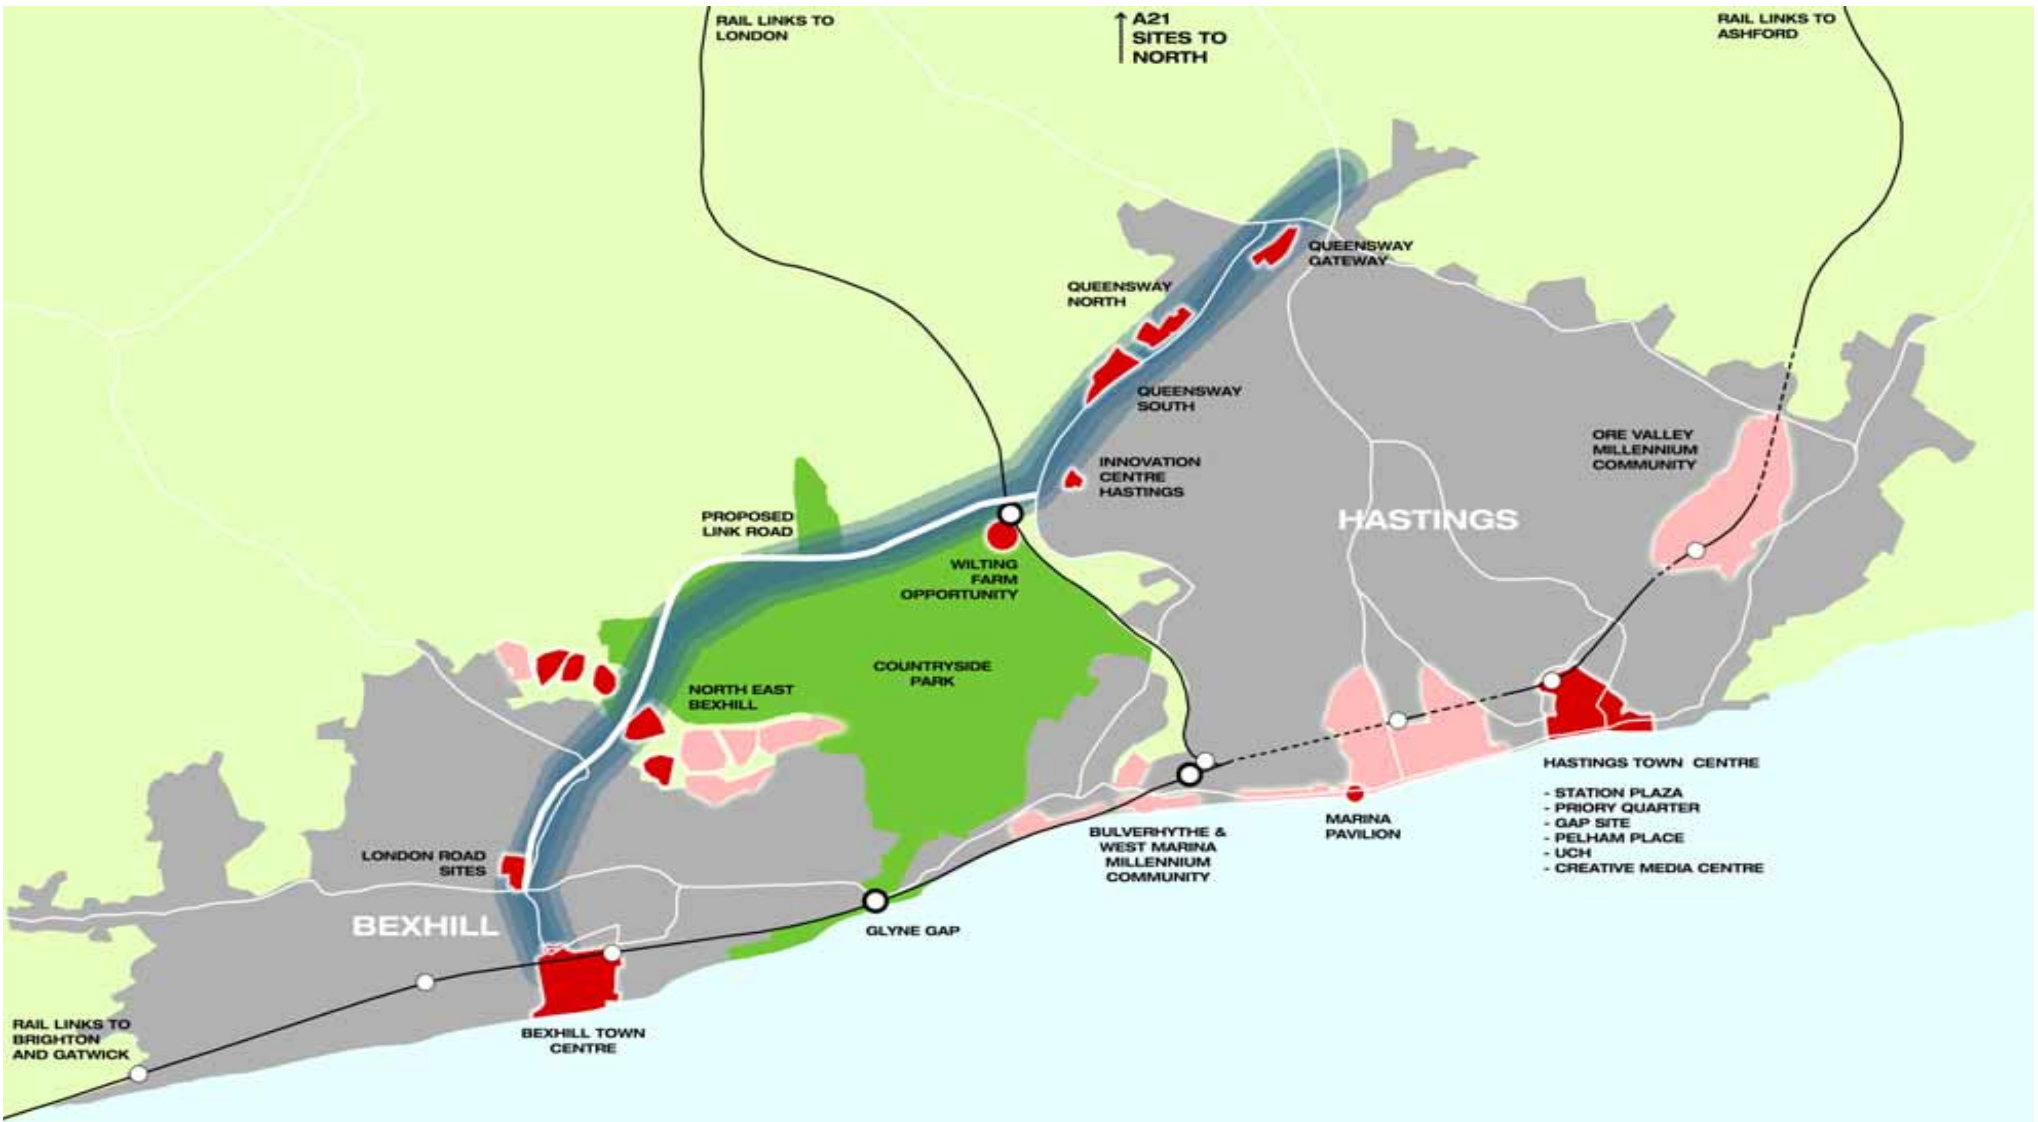 RAIL LINKS TO
LONDON
A21
SITES TO
NORTH
RAIL LINKS TO
ASHFORD
QUEENSWAY
GATEWAY
QUEENSWAY
NORTH
QUEENSWAY
SOUTH
ORE VALLEY
MILLENNIUM
COMMUNITY
INNOVATION
CENTRE
HASTINGS
HASTINGS
PROPOSED
LINK ROAD
WILTING
FARM
OPPORTUNITY
COUNTRYSIDE
PARK
NORTH EAST
BEXHILL
HASTINGS TOWN CENTRE
- STATION PLAZA
- PRIORY QUARTER
- GAP SITE
- PELHAM PLACE
- UCH
- CREATIVE MEDIA CENTRE
MARINA
PAVILION
BULVERHYTHE &
WEST MARINA
MILLENNIUM
COMMUNITY
LONDON ROAD
SITES
BEXHILL
GLYNE GAP
RAIL LINKS TO
BRIGHTON
AND GATWICK
BEXHILL TOWN
CENTRE